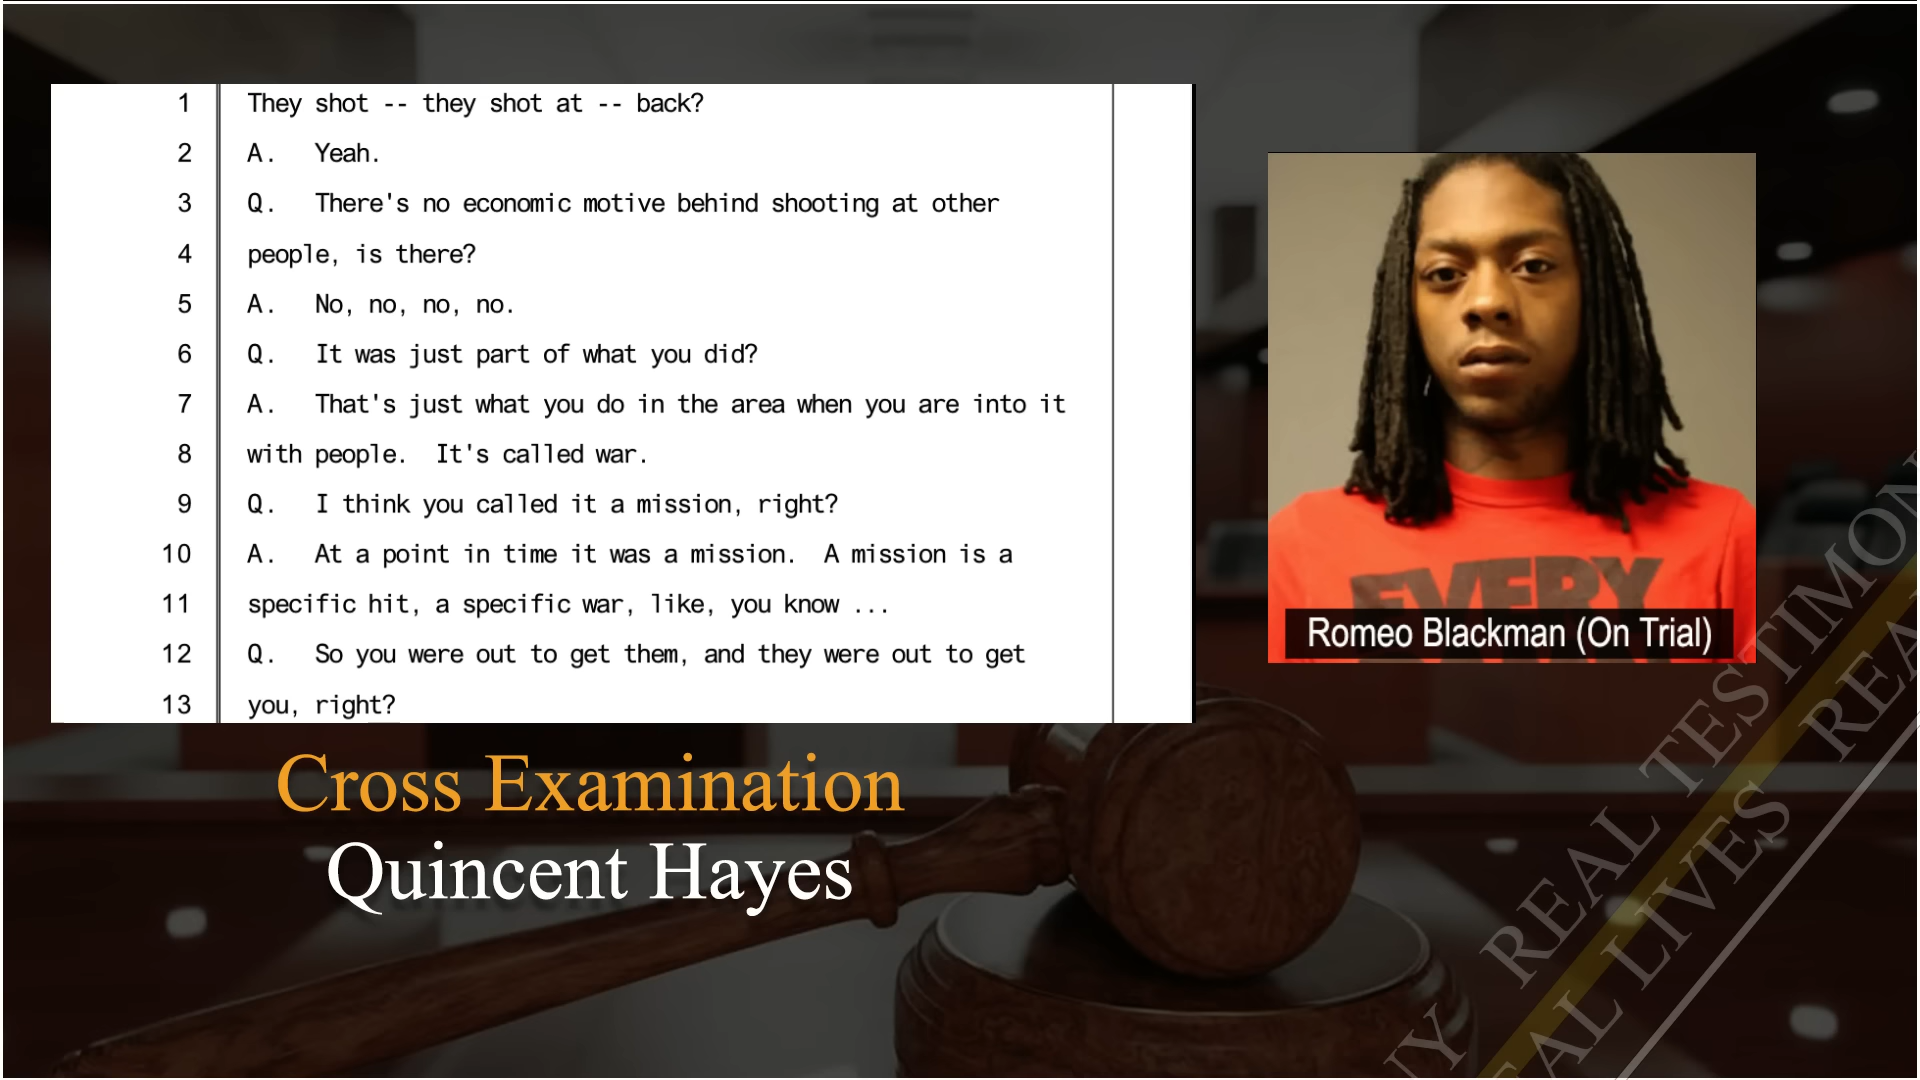 1 They shot -- they shot at -- back?
2 A. Yeah.
3 Q. There's no economic motive behind shooting at other
4 people, is there?
5 A. No, no, no, no.
6 Q. It was just part of what you did?
7 A. That's just what you do in the area when you are into it
8 with people. It's called war.
9 Q. I think you called it a mission, right?
10 A. At a point in time it was a mission. A mission is a
11 specific hit, a specific war, like, you know ...
12 Q. So you were out to get them, and they were out to get
13 you, right?
EVERY
Romeo Blackman (On Trial)
Cross Examination
Quincent Hayes
REAL TESTIMON
REAL LIVES REA